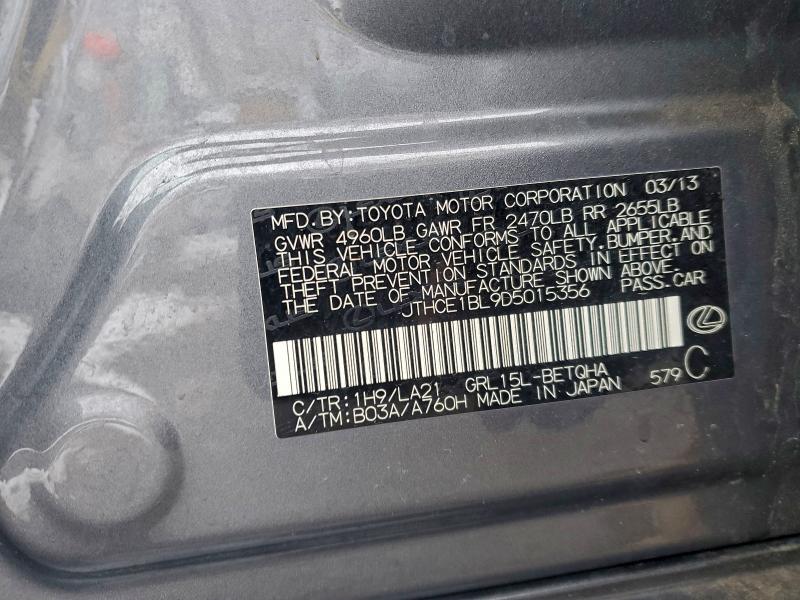 MFD.BY:TOYOTA MOTOR CORPORATION 03/13
GVWR 4960LB GAWR FR 2470LB RR 2655LB
THIS VEHICLE CONFORMS TO ALL APPLICABLE
FEDERAL MOTOR VEHICLE SAFETY.BUMPER.AND
THEFT PREVENTION STANDARDS IN EFFECT ON
THE DATE OF MANUFACTURE SHOWN ABOVE.
JTHCE1BL9D5015356 PASS.CAR
C/TR:1H9/LA21 GRL15L-BETQHA 579 C
A/TM:B03A/A760H MADE IN JAPAN